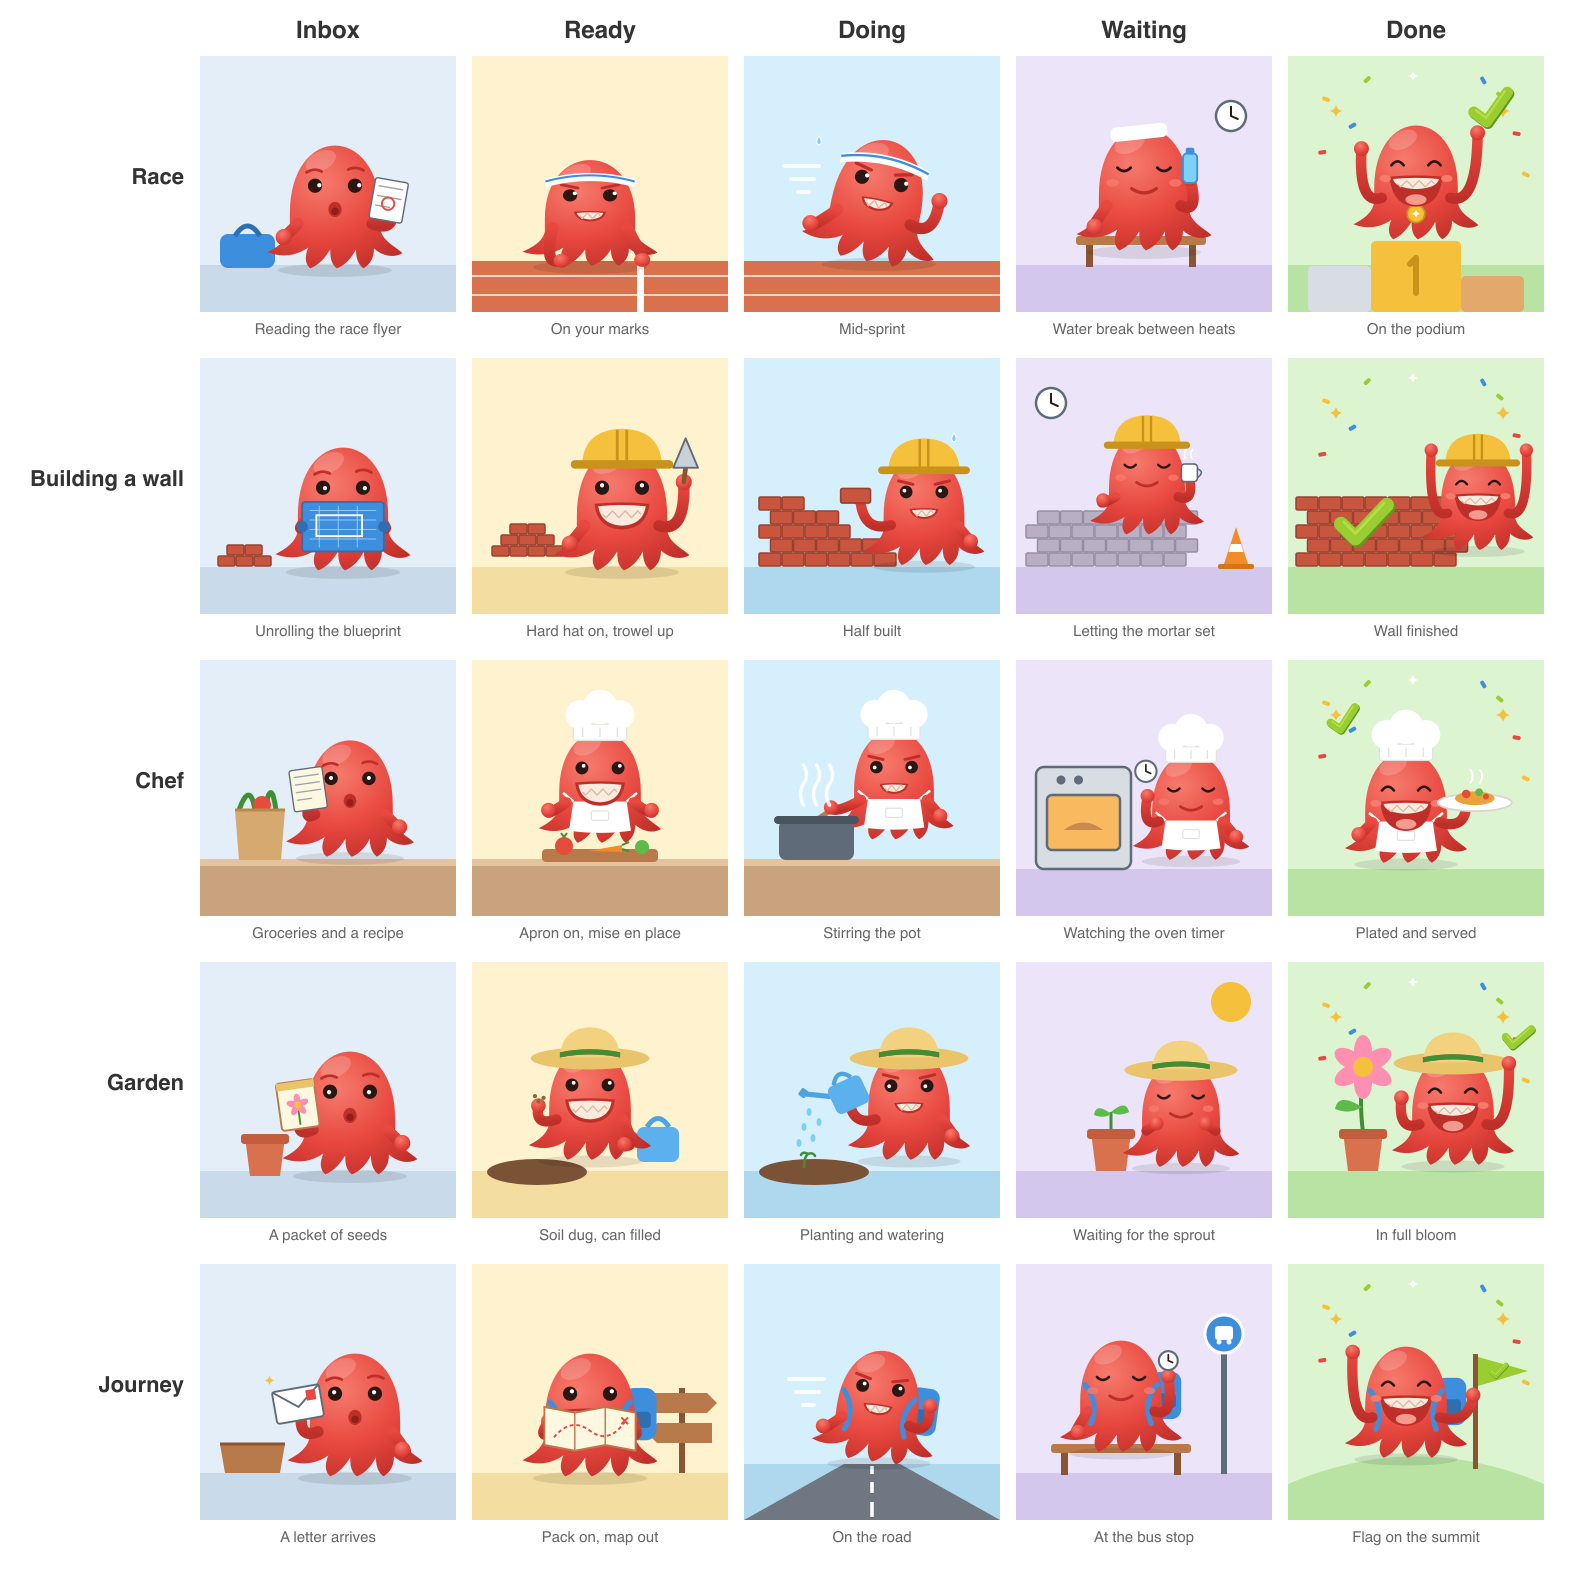 Inbox
Ready
Doing
Waiting
Done
Race
1
Reading the race flyer
On your marks
Mid-sprint
Water break between heats
On the podium
Building a wall
Unrolling the blueprint
Hard hat on, trowel up
Half built
Letting the mortar set
Wall finished
Chef
Groceries and a recipe
Apron on, mise en place
Stirring the pot
Watching the oven timer
Plated and served
Garden
A packet of seeds
Soil dug, can filled
Planting and watering
Waiting for the sprout
In full bloom
Journey
A letter arrives
Pack on, map out
On the road
At the bus stop
Flag on the summit